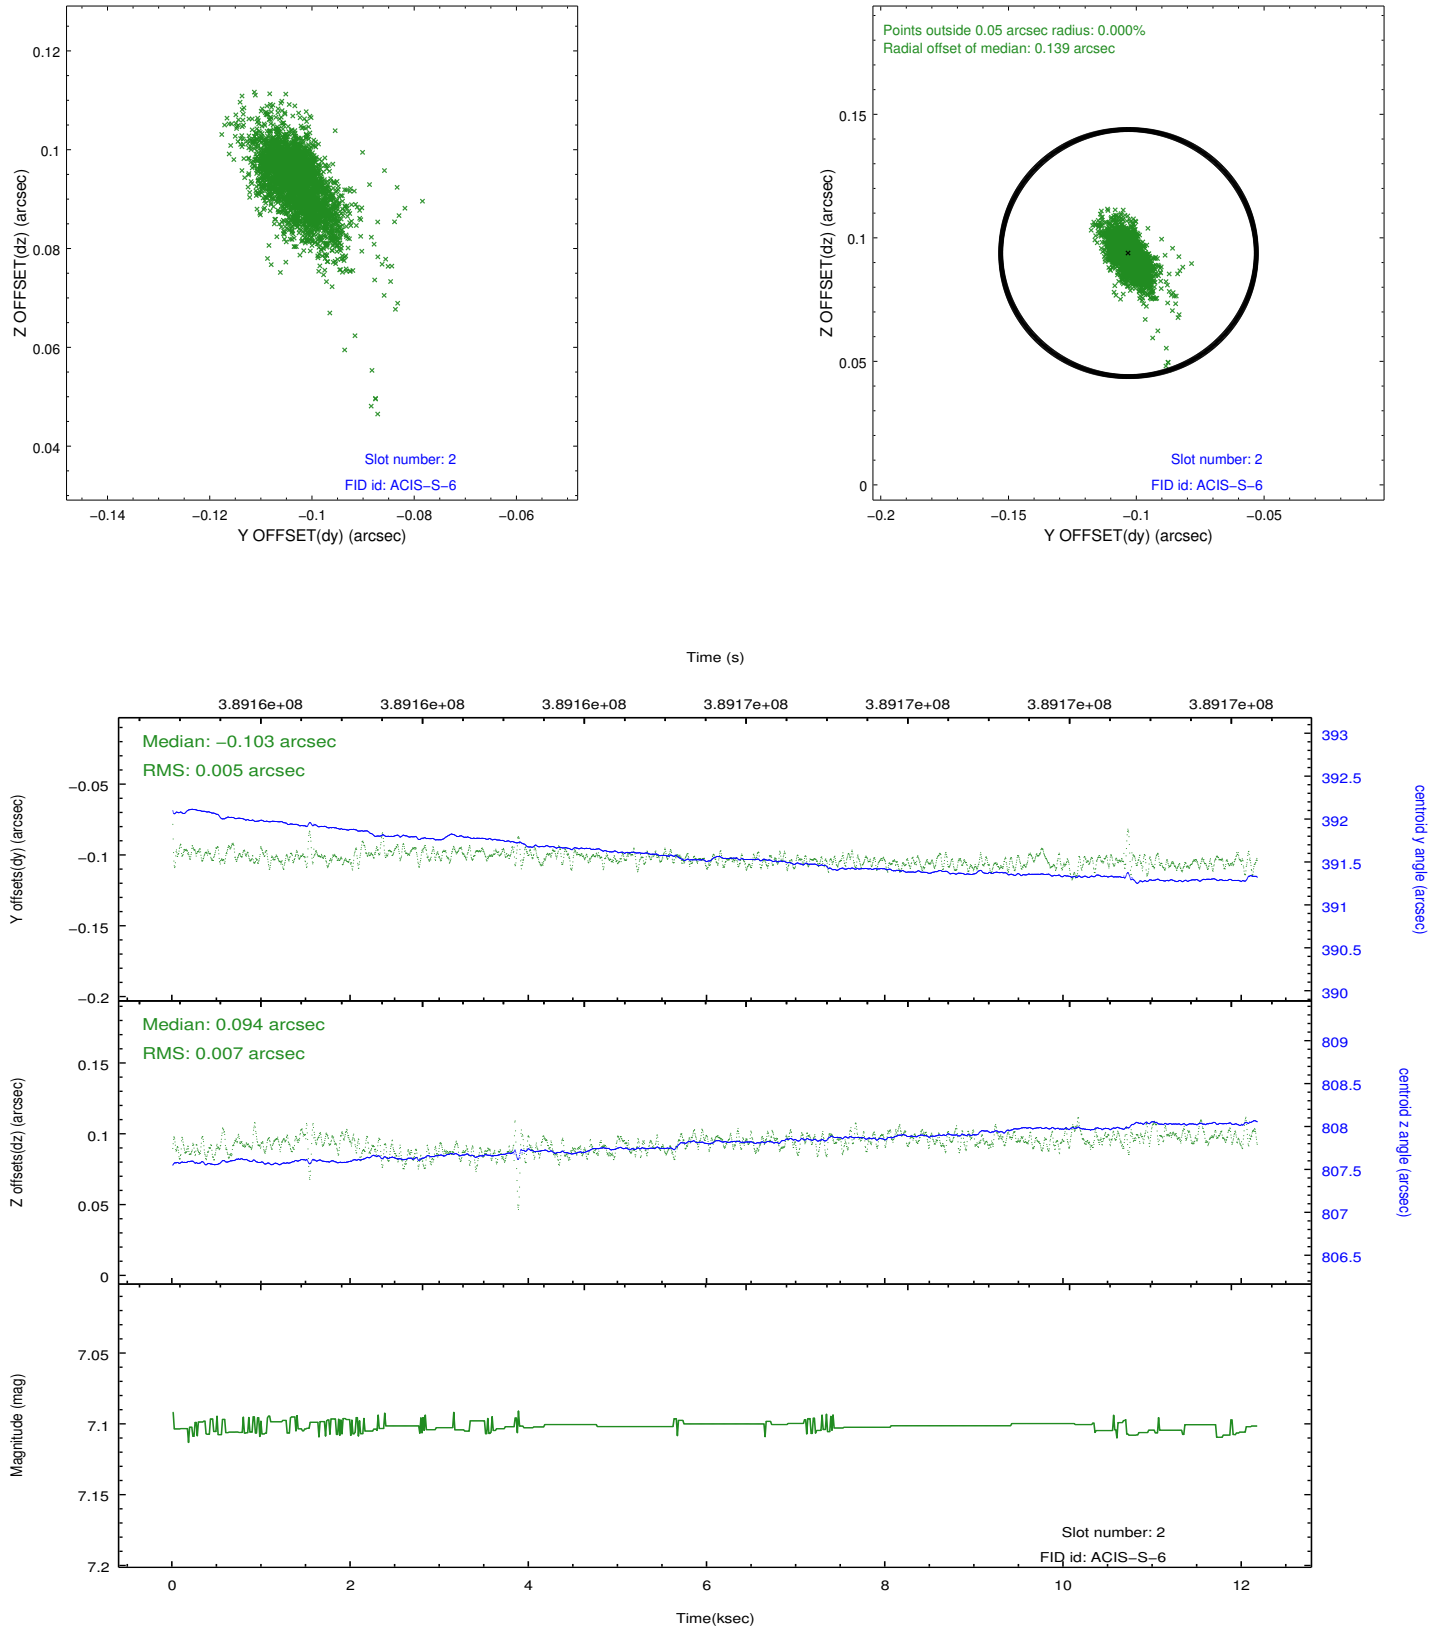 0.12
0.1
0.08
0.06
0.04
Z OFFSET(dz) (arcsec)
Slot number: 2
FID id: ACIS−S−6
−0.14 −0.12 −0.1 −0.08 −0.06
Y OFFSET(dy) (arcsec)
Points outside 0.05 arcsec radius: 0.000%
Radial offset of median: 0.139 arcsec
0.15
0.1
0.05
0
Z OFFSET(dz) (arcsec)
Slot number: 2
FID id: ACIS−S−6
−0.2 −0.15 −0.1 −0.05
Y OFFSET(dy) (arcsec)
Time (s)
3.8916e+08 3.8916e+08 3.8916e+08 3.8917e+08 3.8917e+08 3.8917e+08 3.8917e+08
Median: −0.103 arcsec
RMS: 0.005 arcsec
−0.05
−0.1
−0.15
−0.2
Y offsets(dy) (arcsec)
393
392.5
392
391.5
391
390.5
390
centroid y angle (arcsec)
Median: 0.094 arcsec
RMS: 0.007 arcsec
0.15
0.1
0.05
0
Z offsets(dz) (arcsec)
809
808.5
808
807.5
807
806.5
centroid z angle (arcsec)
7.05
7.1
7.15
7.2
Magnitude (mag)
Slot number: 2
FID id: ACIS−S−6
0 2 4 6 8 10 12
Time(ksec)